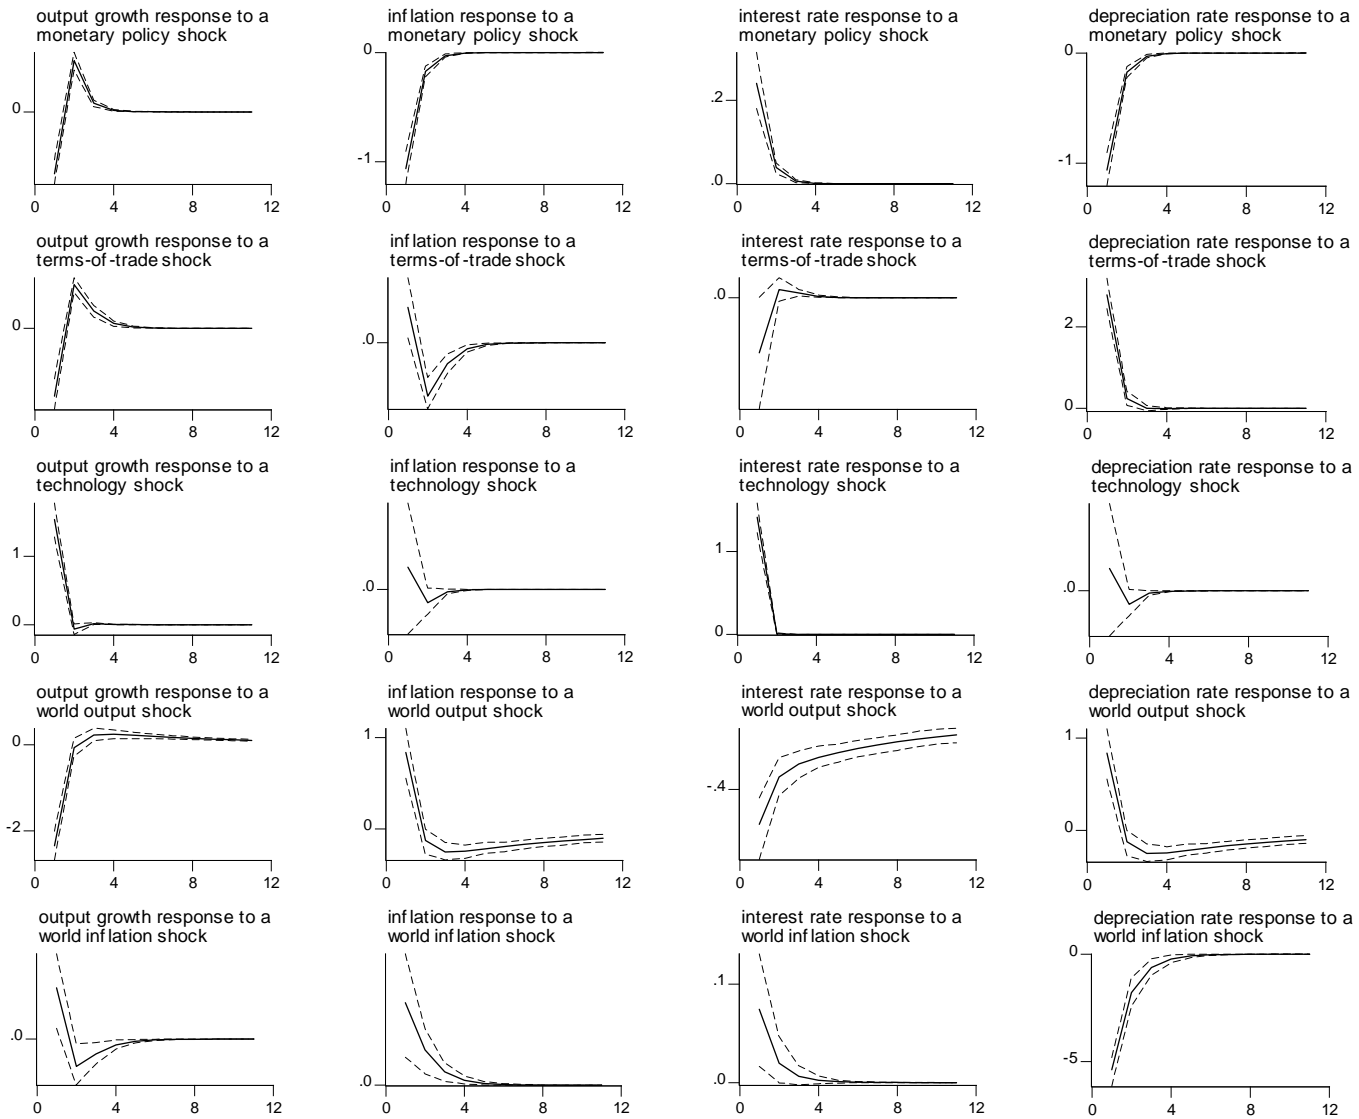 output growth response to a
monetary policy shock
0
0
4
8
12
inflation response to a
monetary policy shock
0
-1
0
4
8
12
interest rate response to a
monetary policy shock
.2
.0
0
4
8
12
depreciation rate response to a
monetary policy shock
0
-1
0
4
8
12
output growth response to a
terms-of-trade shock
0
0
4
8
12
inflation response to a
terms-of-trade shock
.0
0
4
8
12
interest rate response to a
terms-of-trade shock
.0
0
4
8
12
depreciation rate response to a
terms-of-trade shock
2
0
0
4
8
12
output growth response to a
technology shock
1
0
0
4
8
12
inflation response to a
technology shock
.0
0
4
8
12
interest rate response to a
technology shock
1
0
0
4
8
12
depreciation rate response to a
technology shock
.0
0
4
8
12
output growth response to a
world output shock
0
-2
0
4
8
12
inflation response to a
world output shock
1
0
0
4
8
12
interest rate response to a
world output shock
-.4
0
4
8
12
depreciation rate response to a
world output shock
1
0
0
4
8
12
output growth response to a
world inflation shock
.0
0
4
8
12
inflation response to a
world inflation shock
.0
0
4
8
12
interest rate response to a
world inflation shock
.1
.0
0
4
8
12
depreciation rate response to a
world inflation shock
0
-5
0
4
8
12